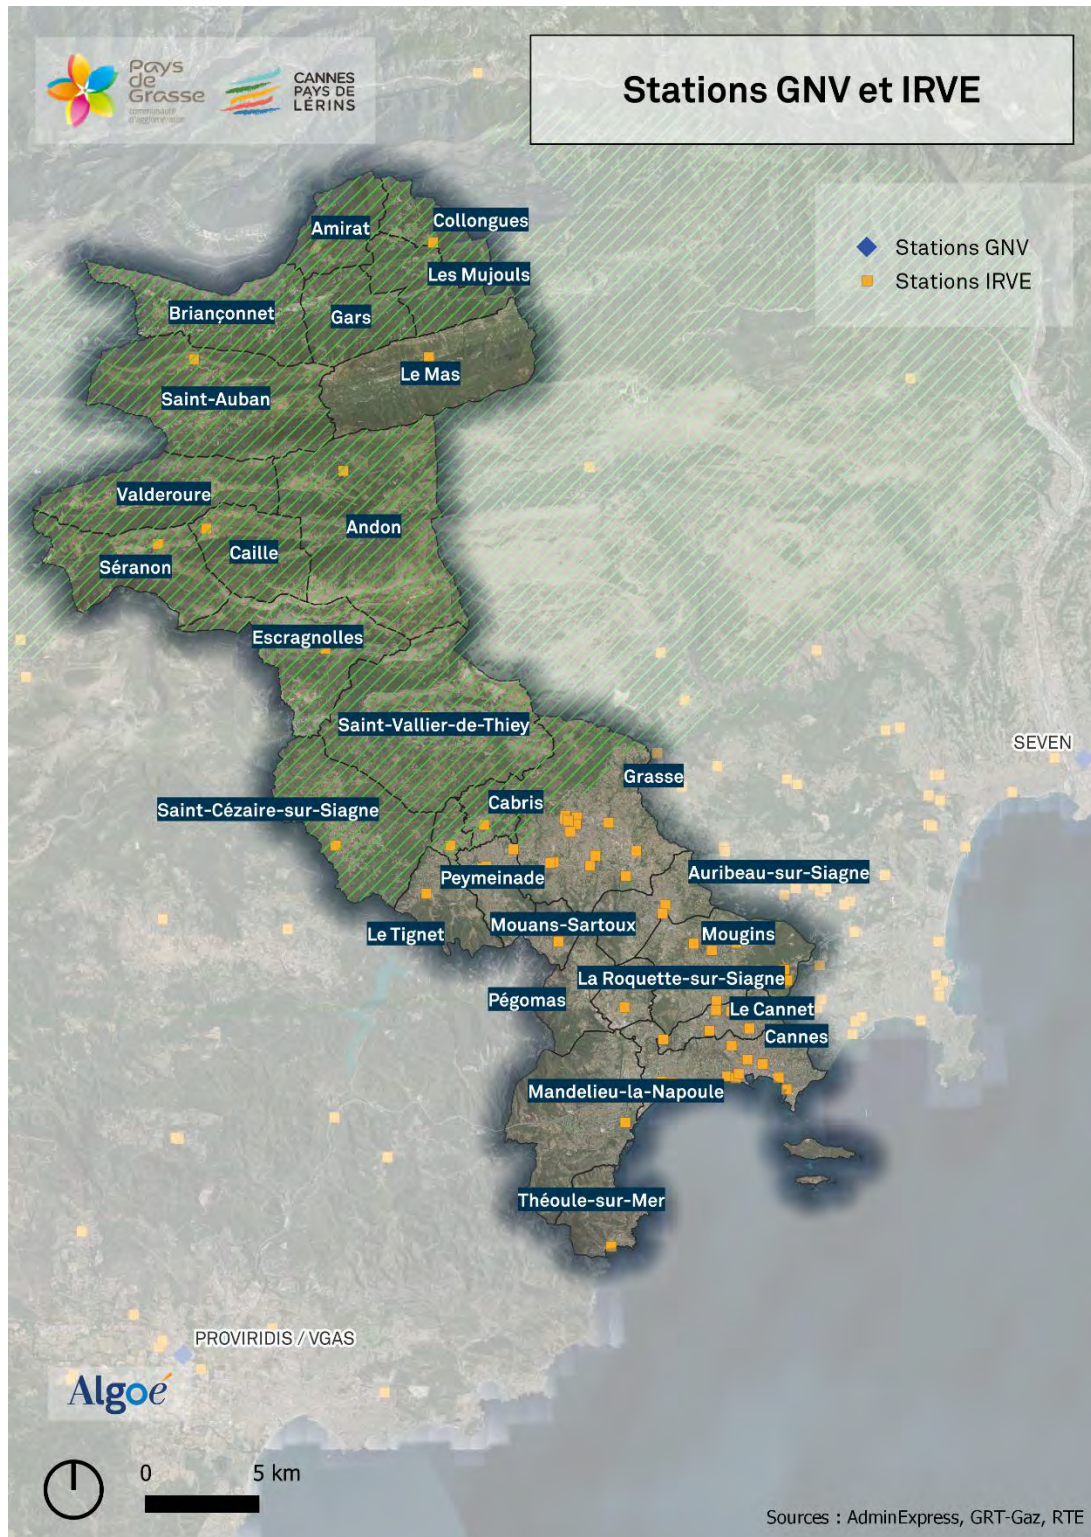 Pays
de
Grasse
communauté
d'agglomération
CANNES
PAYS DE
LÉRINS
Stations GNV et IRVE
Stations GNV
Stations IRVE
Amirat
Collongues
Les Mujouls
Briançonnet
Gars
Le Mas
Saint-Auban
Valderoure
Andon
Caille
Séranon
Escragnolles
Saint-Vallier-de-Thiey
SEVEN
Grasse
Cabris
Saint-Cézaire-sur-Siagne
Auribeau-sur-Siagne
Peymeinade
Mouans-Sartoux
Le Tignet
Mougins
La Roquette-sur-Siagne
Pégomas
Le Cannet
Cannes
Mandelieu-la-Napoule
Théoule-sur-Mer
PROVIRIDIS / VGAS
Algoé
0 5 km
Sources : AdminExpress, GRT-Gaz, RTE